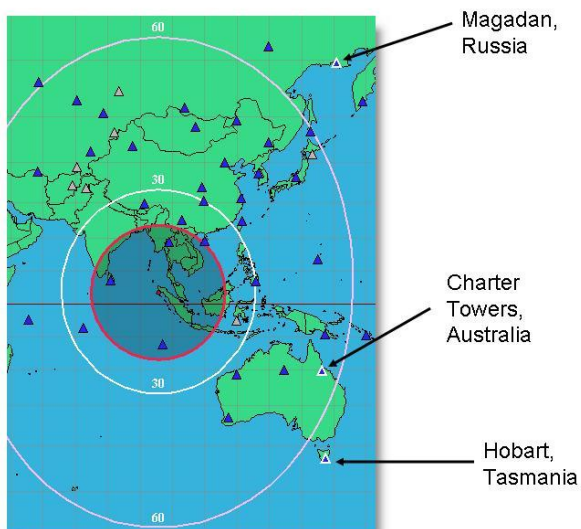 Magadan,
Russia
60
30
Charter
Towers,
Australia
30
Hobart,
Tasmania
60